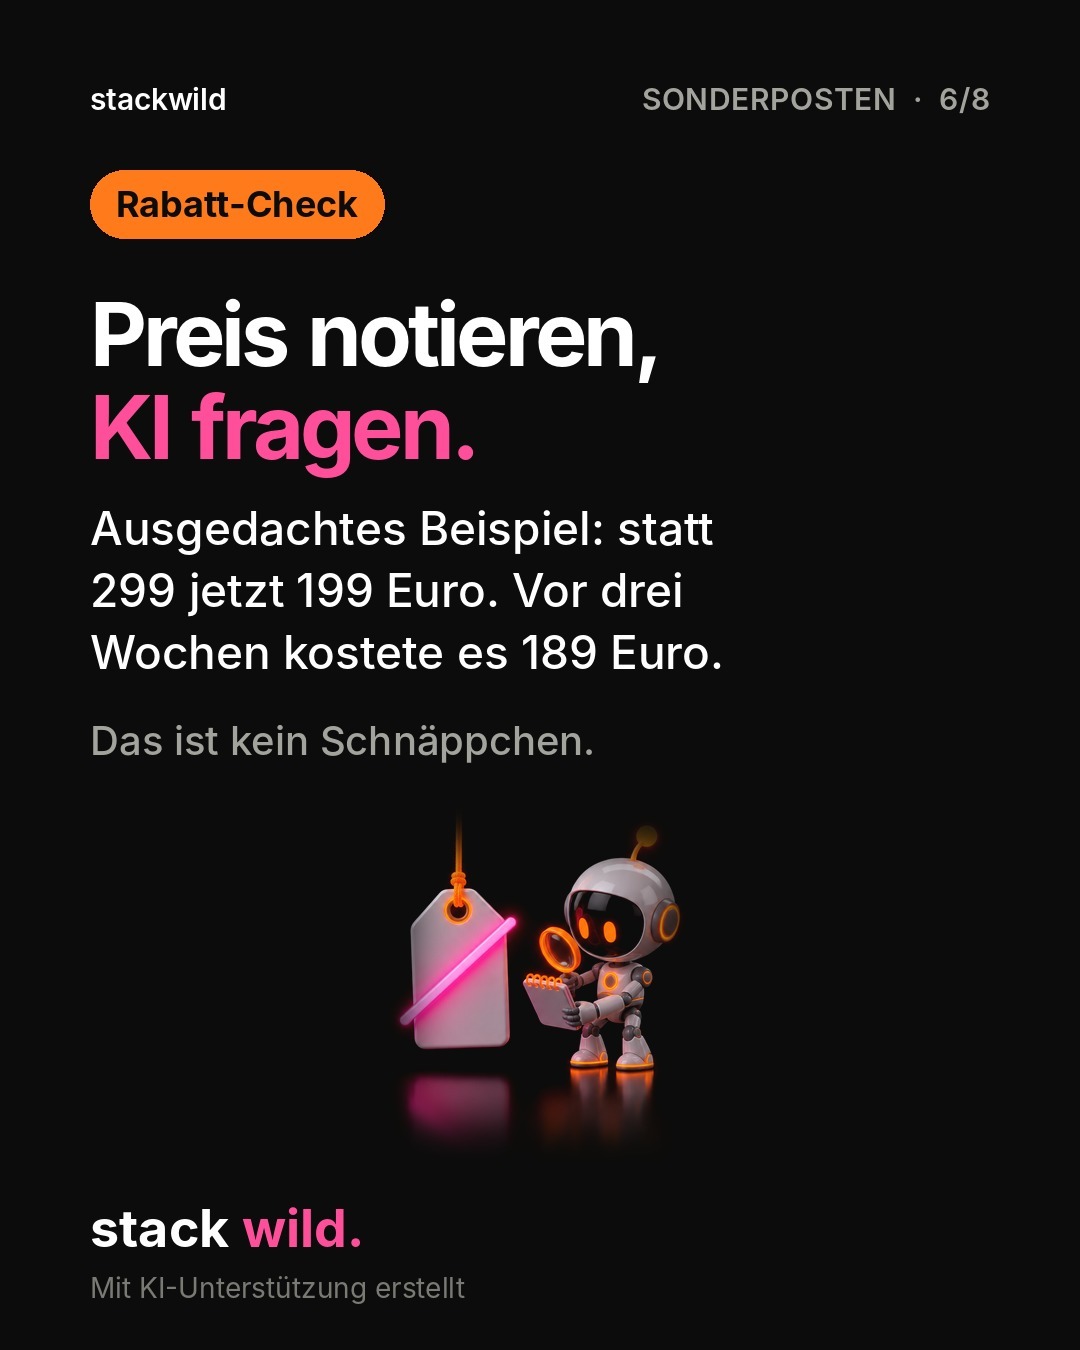 stackwild
SONDERPOSTEN · 6/8
Rabatt-Check
Preis notieren,
KI fragen.
Ausgedachtes Beispiel: statt
299 jetzt 199 Euro. Vor drei
Wochen kostete es 189 Euro.
Das ist kein Schnäppchen.
stack wild.
Mit KI-Unterstützung erstellt